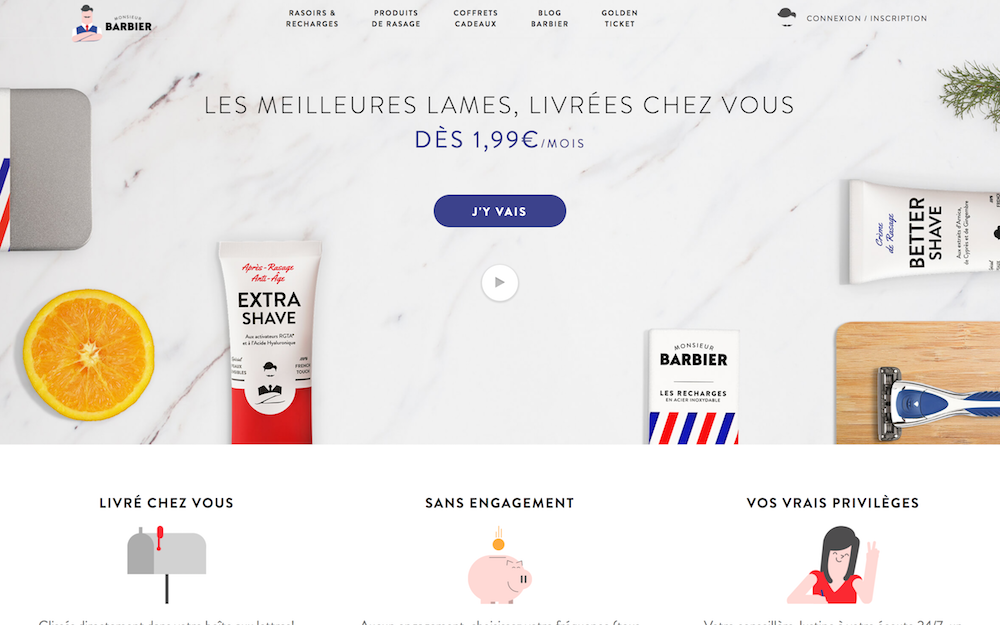 MONSIEUR
BARBIER
RASOIRS &
RECHARGES
PRODUITS
DE RASAGE
COFFRETS
CADEAUX
BLOG
BARBIER
GOLDEN
TICKET
CONNEXION / INSCRIPTION
LES MEILLEURES LAMES, LIVRÉES CHEZ VOUS
DÈS 1,99€/MOIS
J'Y VAIS
Après-Rasage
Anti-Âge
EXTRA
SHAVE
Aux activateurs RGTA®
et à l'Acide Hyaluronique
FRENCH
TOUCH
Crème
de Rasage
BETTER
SHAVE
Aux extraits d'Arnica,
de Cyprès et de Gingembre
MONSIEUR
BARBIER
LES RECHARGES
EN ACIER INOXYDABLE
LIVRÉ CHEZ VOUS
SANS ENGAGEMENT
VOS VRAIS PRIVILÈGES